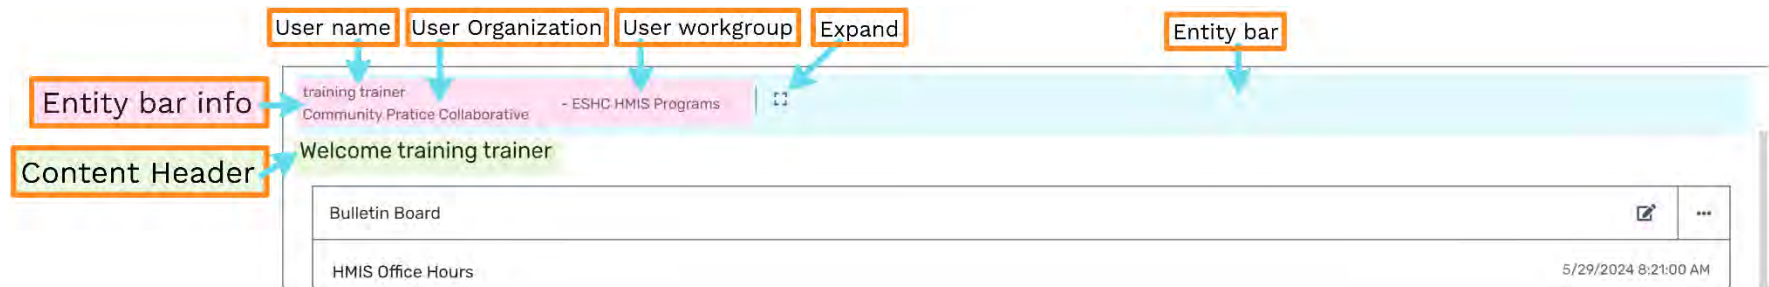 User name User Organization User workgroup Expand Entity bar
Entity bar info
training trainer
Community Pratice Collaborative - ESHC HMIS Programs
Content Header
Welcome training trainer
Bulletin Board
HMIS Office Hours 5/29/2024 8:21:00 AM